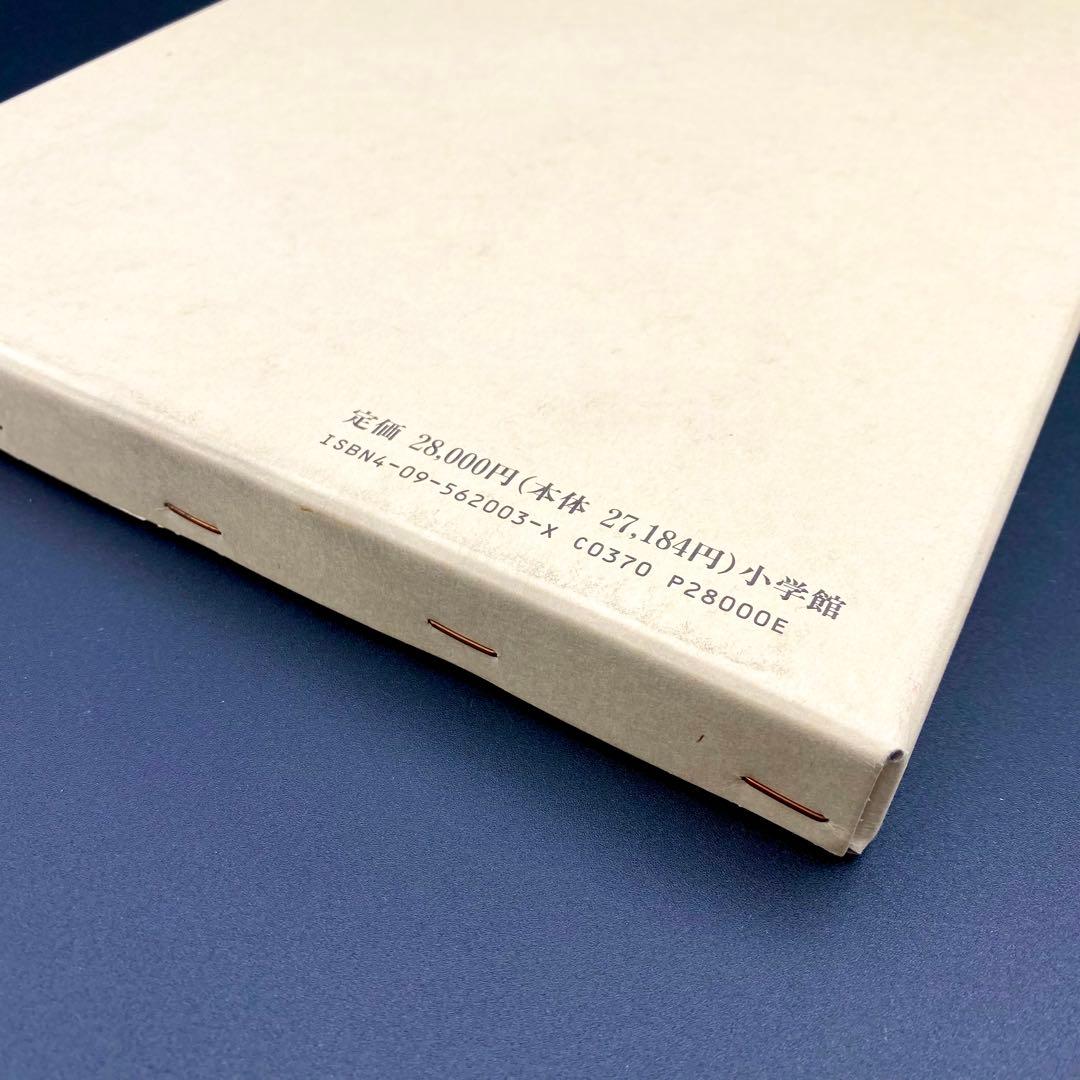 定価 28,000円(本体 27,184円)小学館
ISBN4-09-562003-X C0370 P28000E